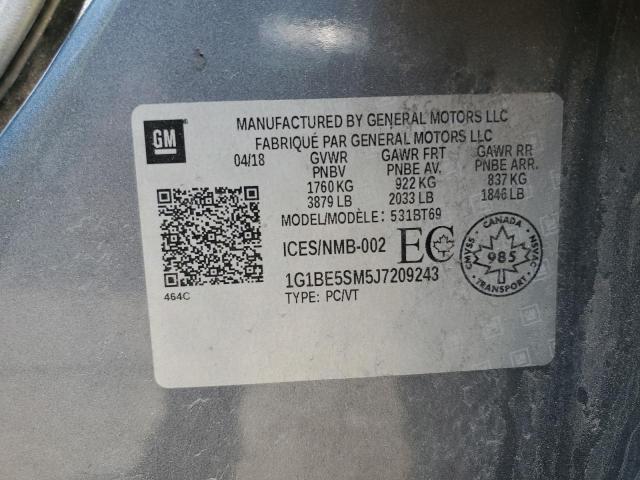 GM
MANUFACTURED BY GENERAL MOTORS LLC
FABRIQUÉ PAR GENERAL MOTORS LLC
04/18 GVWR GAWR FRT GAWR RR
PNBV PNBE AV. PNBE ARR.
1760 KG 922 KG 837 KG
3879 LB 2033 LB 1846 LB
MODEL/MODÈLE: 531BT69
ICES/NMB-002 EC
CANADA
CMVSS 985 NSVAC
TRANSPORT
1G1BE5SM5J7209243
464C TYPE: PC/VT